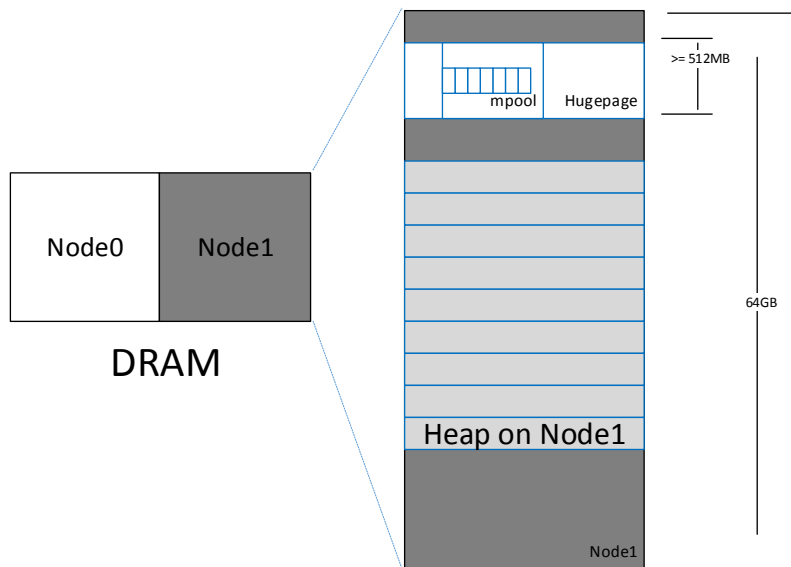 >= 512MB
mpool
Hugepage
Node0
Node1
64GB
DRAM
Heap on Node1
Node1